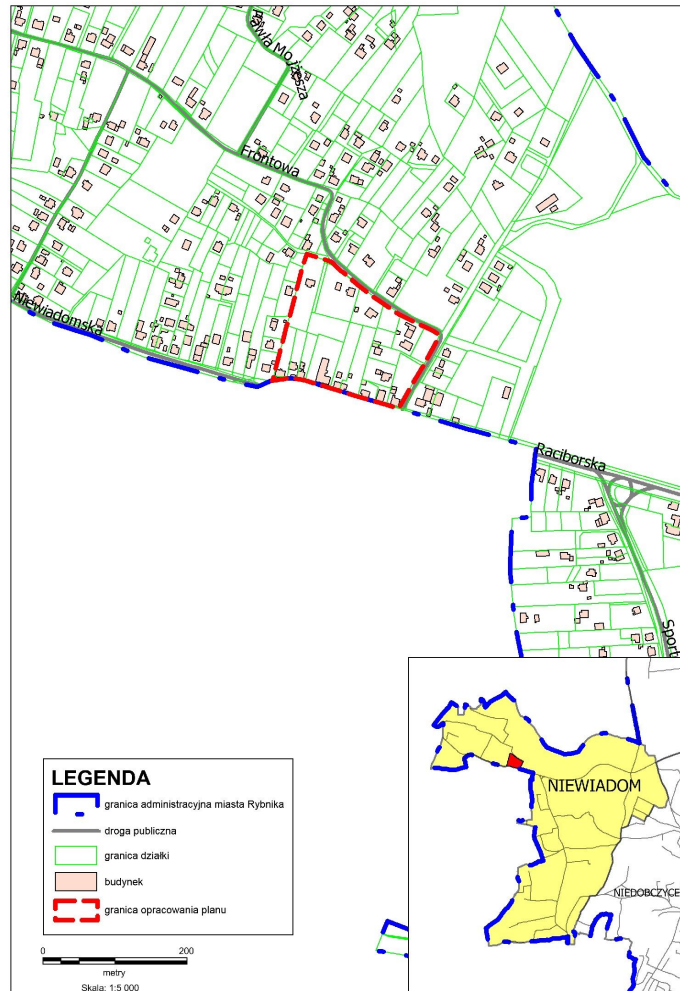 Pawła Mojżesza
Frontowa
Niewiadomska
Raciborska
Sport
NIEWIADOM
NIEDOBCZYCE
LEGENDA
granica administracyjna miasta Rybnika
droga publiczna
granica działki
budynek
granica opracowania planu
0 200
metry
Skala: 1:5 000